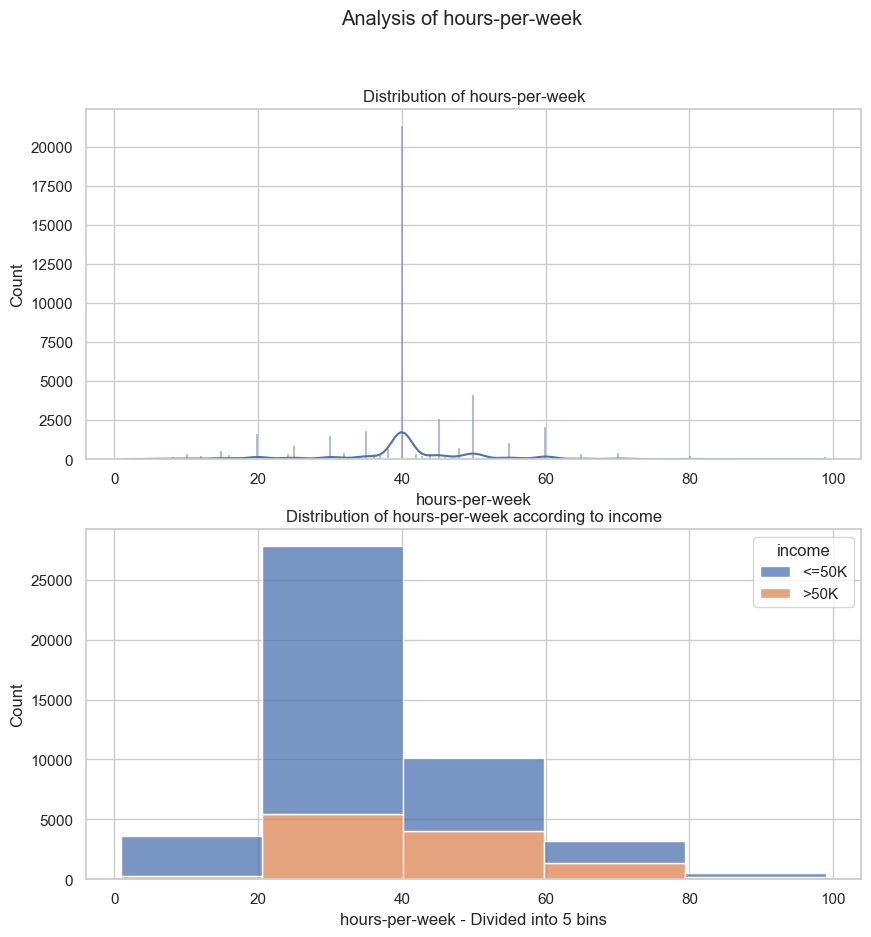 Analysis of hours-per-week
Distribution of hours-per-week
20000
17500
15000
12500
10000
7500
5000
2500
0
Count
0 20 40 60 80 100
hours-per-week
Distribution of hours-per-week according to income
income
<=50K
>50K
25000
20000
15000
10000
5000
0
Count
0 20 40 60 80 100
hours-per-week - Divided into 5 bins